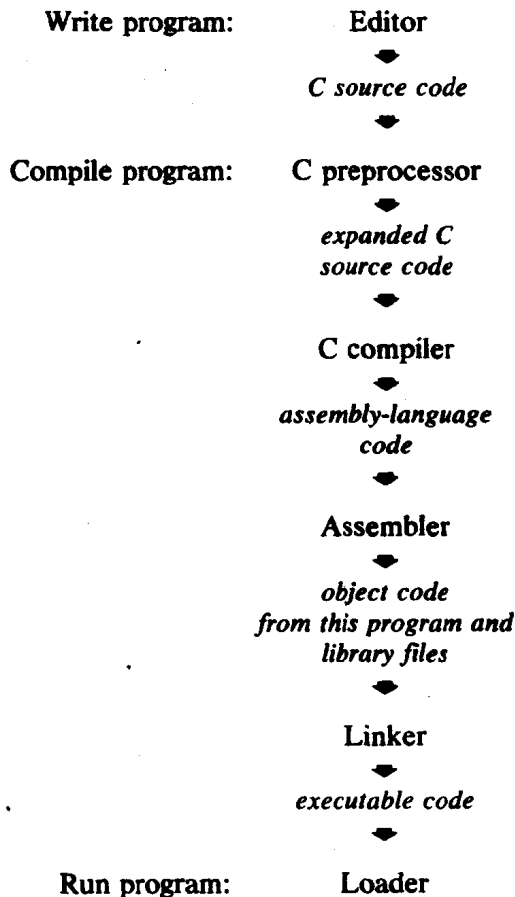 Write program: Editor
C source code
Compile program: C preprocessor
expanded C
source code
C compiler
assembly-language
code
Assembler
object code
from this program and
library files
Linker
executable code
Run program: Loader